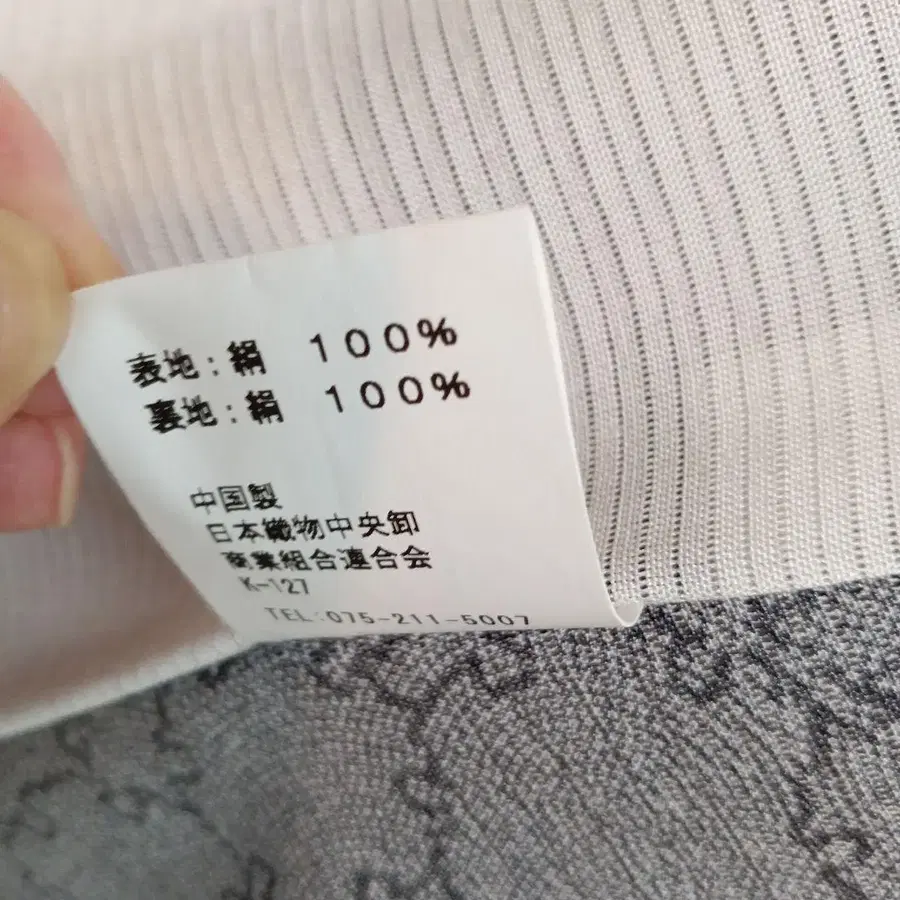 表地：絹　１００％
裏地：絹　１００％
中国製
日本織物中央卸
商業組合連合会
K-127
TEL:075-211-5007